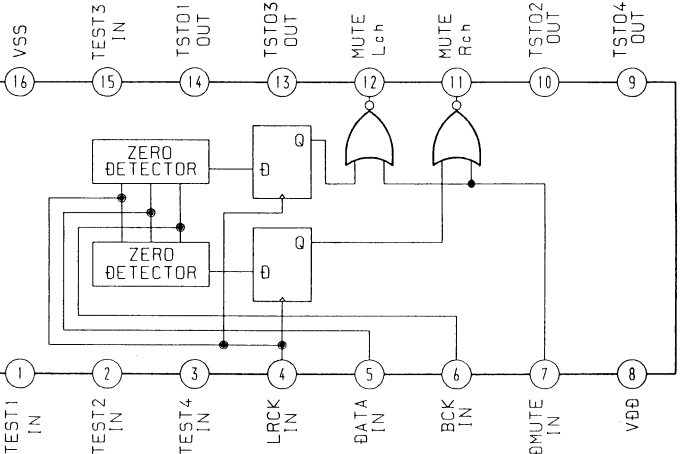 VSS
TEST3
IN
TSTO1
OUT
TSTO3
OUT
MUTE
Lch
MUTE
Rch
TSTO2
OUT
TSTO4
OUT
16
15
14
13
12
11
10
9
ZERO
DETECTOR
D
Q
ZERO
DETECTOR
D
Q
1
2
3
4
5
6
7
8
TEST1
IN
TEST2
IN
TEST4
IN
LRCK
IN
DATA
IN
BCK
IN
DMUTE
IN
VDD